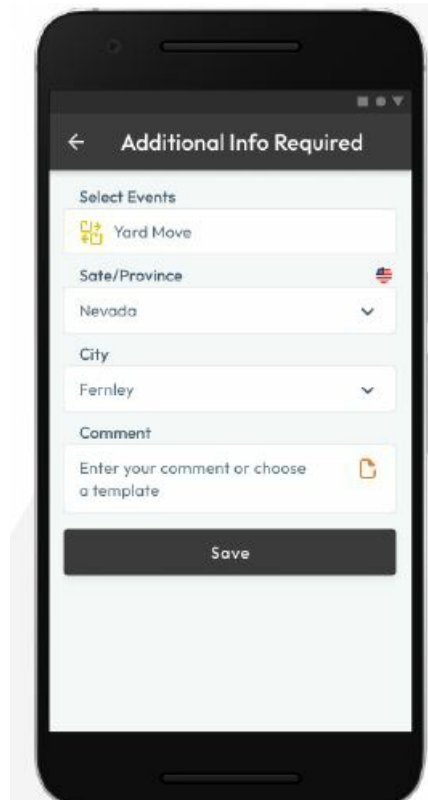 Additional Info Required
Select Events
Yard Move
Sate/Province
Nevada
City
Fernley
Comment
Enter your comment or choose
a template
Save